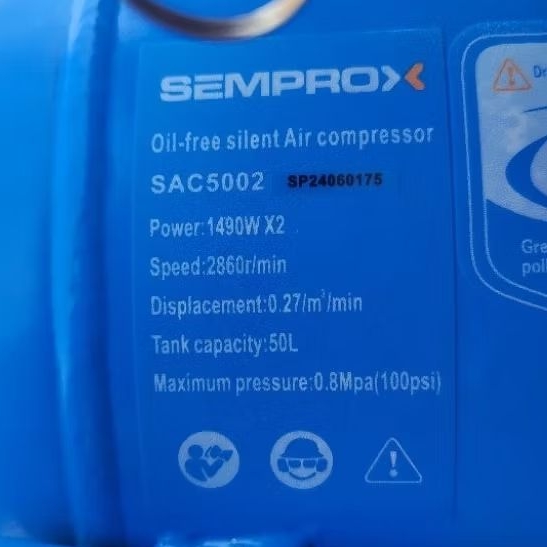 SEMPROX
Oil-free silent Air compressor
SAC5002 SP24060175
Power:1490W X2
Speed:2860r/min
Displacement:0.27/m³/min
Tank capacity:50L
Maximum pressure:0.8Mpa(100psi)